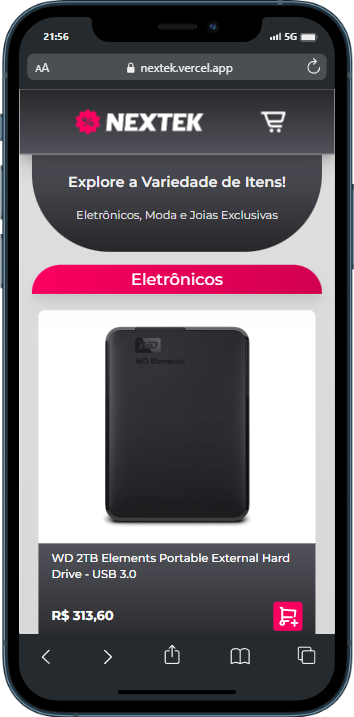 21:56
5G
AA
nextek.vercel.app
% NEXTEK
Explore a Variedade de Itens!
Eletrônicos, Moda e Joias Exclusivas
Eletrônicos
WD
WD Elements
WD 2TB Elements Portable External Hard
Drive - USB 3.0
R$ 313,60